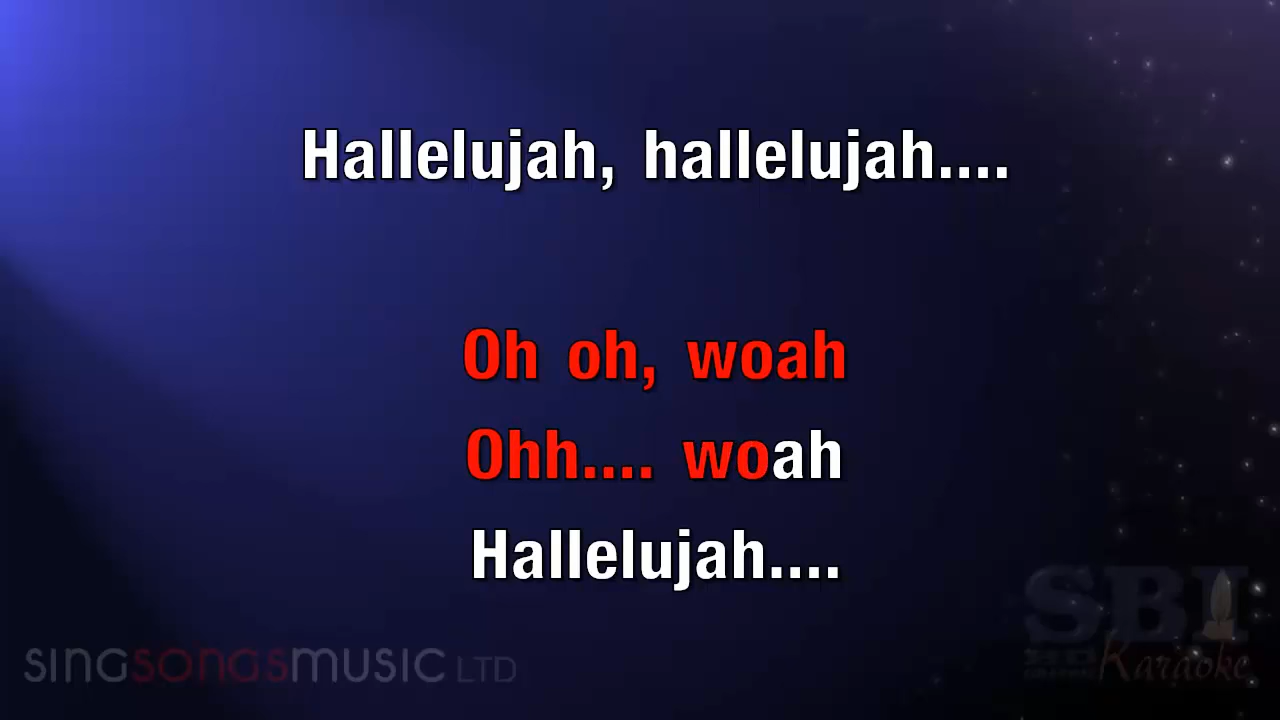 Hallelujah, hallelujah....
Oh oh, woah
Ohh.... woah
Hallelujah....
singsongsmusic LTD
SBI
Karaoke